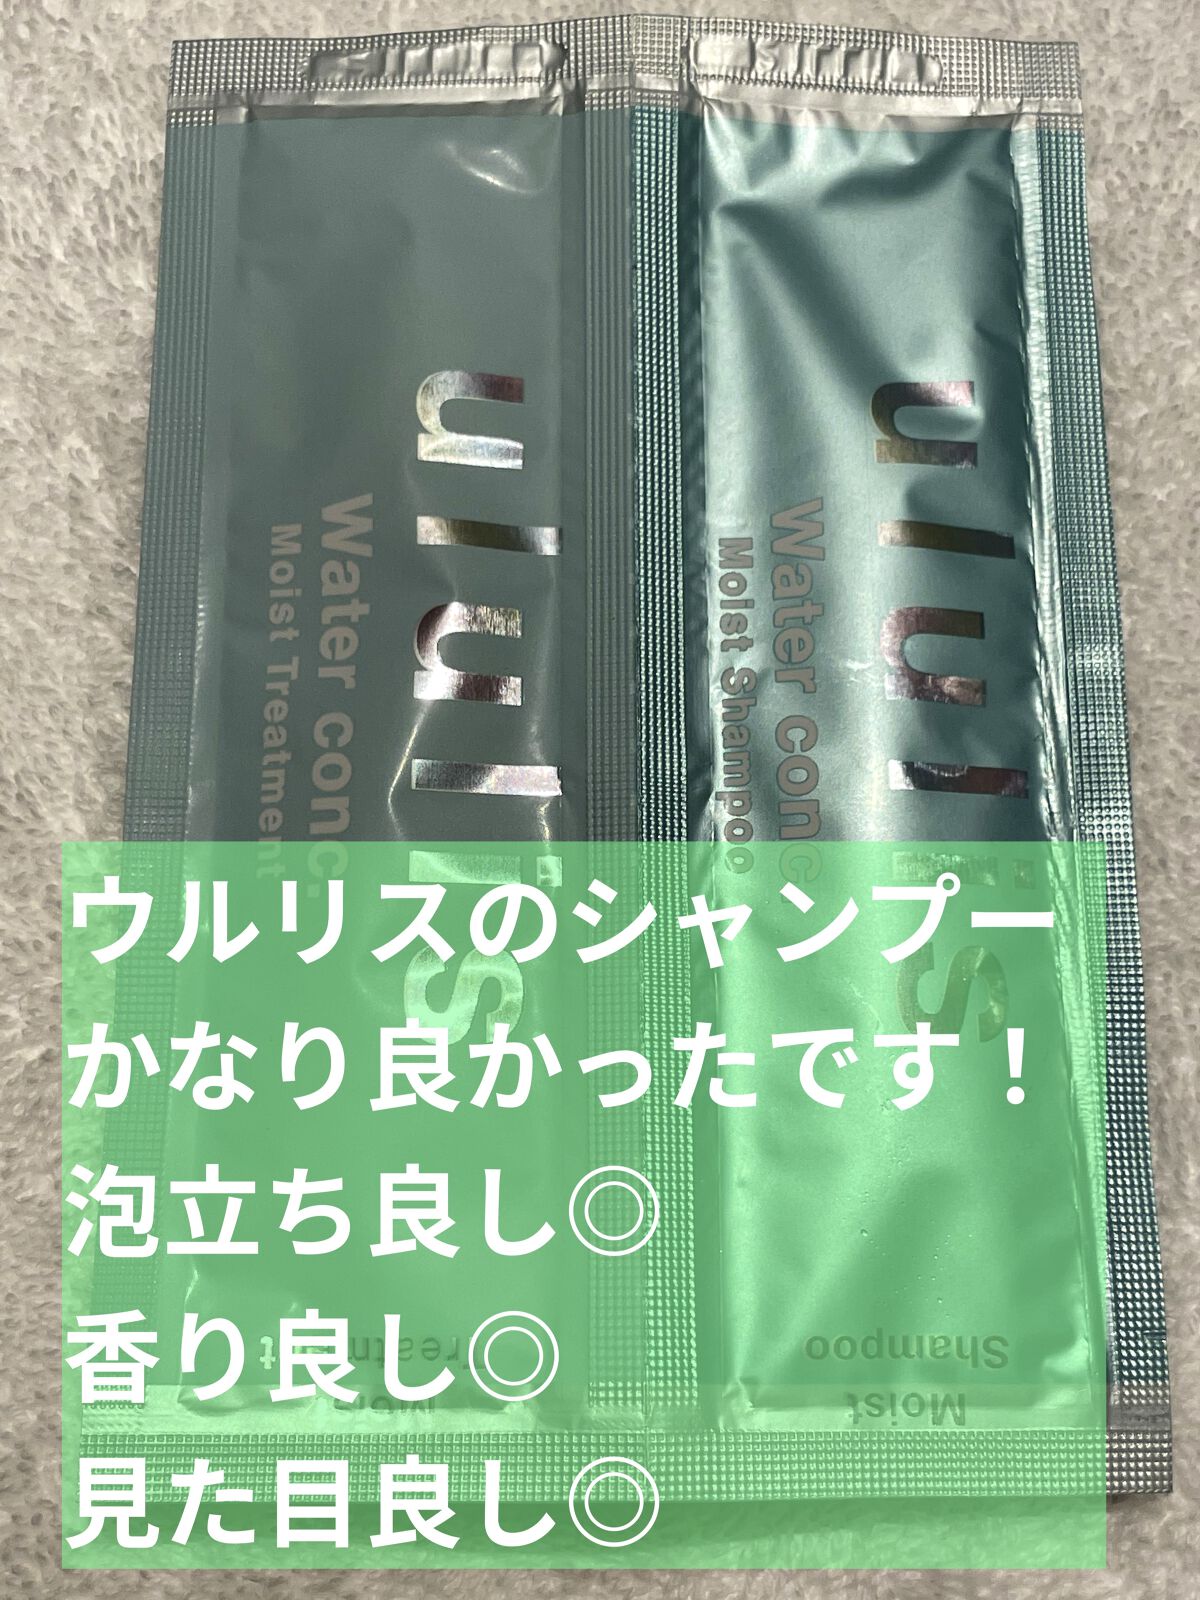 ululis
Water conc.
Moist Treatment
ululis
Water conc.
Moist Shampoo
ウルリスのシャンプー
かなり良かったです！
泡立ち良し◎
香り良し◎
見た目良し◎
Moist
Treatment
Moist
Shampoo